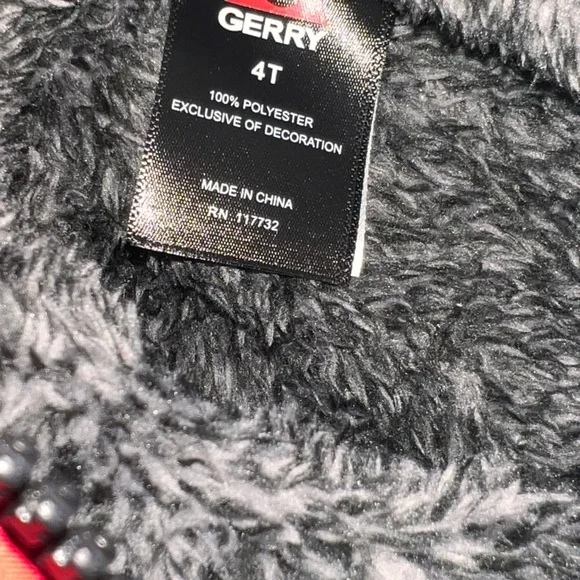 GERRY
4T
100% POLYESTER
EXCLUSIVE OF DECORATION
MADE IN CHINA
RN 117732